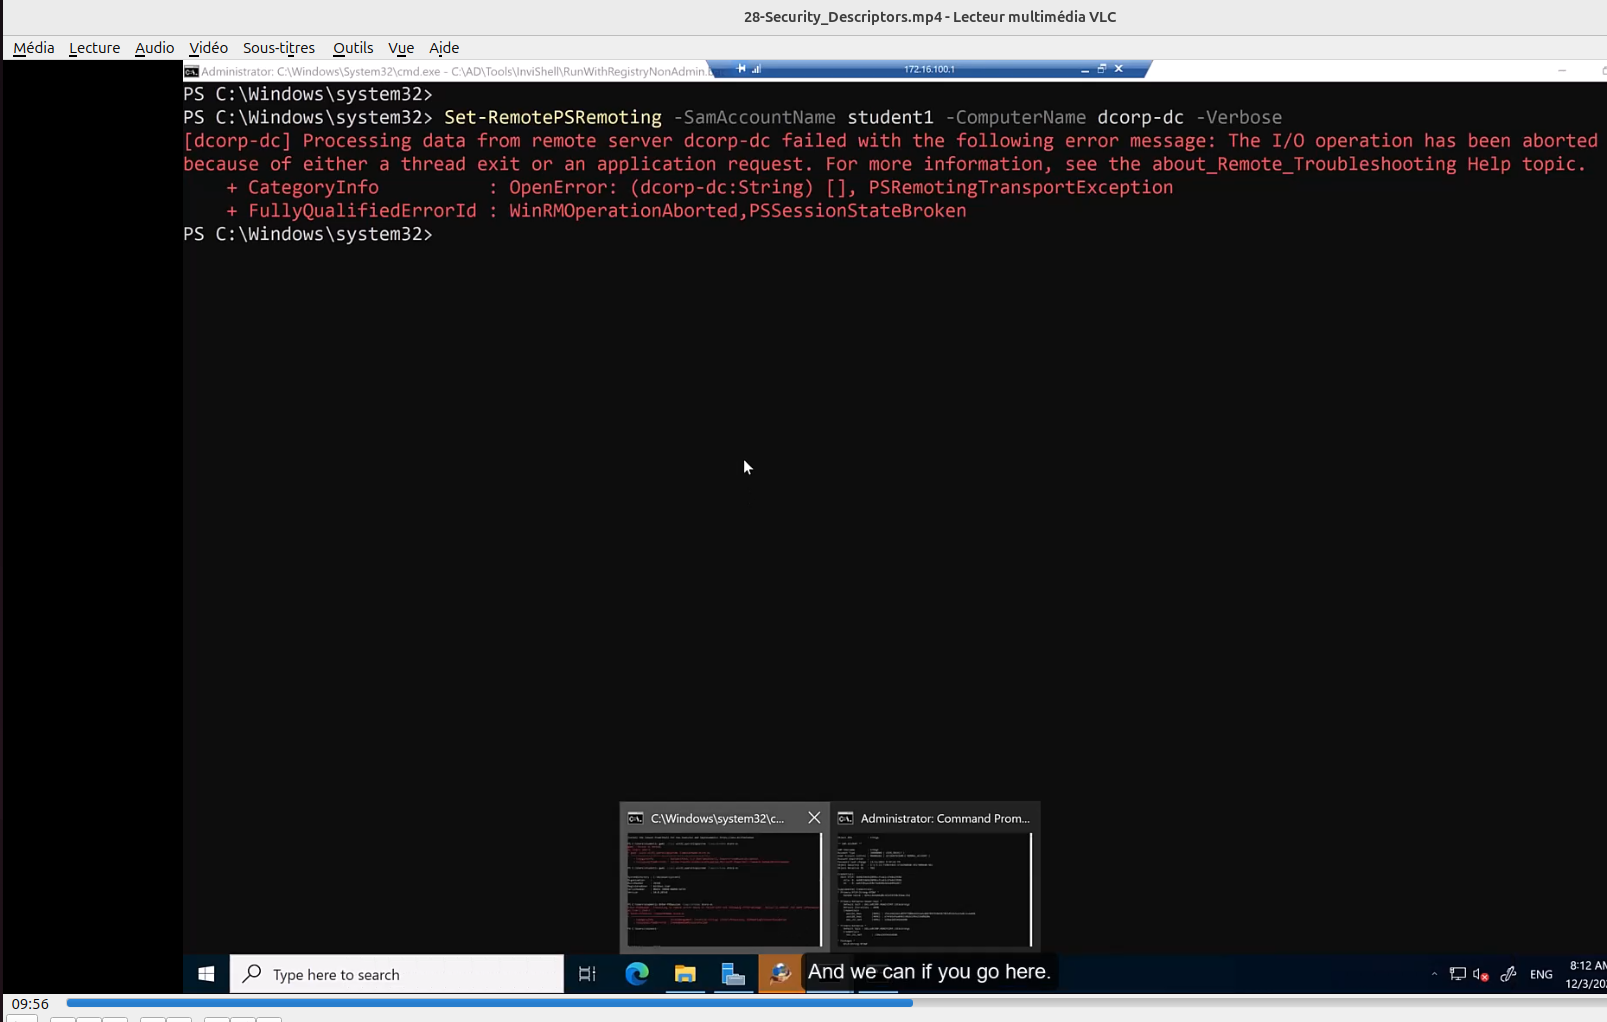 28-Security_Descriptors.mp4 - Lecteur multimédia VLC
Média Lecture Audio Vidéo Sous-titres Outils Vue Aide
Administrator: C:\Windows\System32\cmd.exe - C:\AD\Tools\InviShell\RunWithRegistryNonAdmin.b
172.16.100.1
PS C:\Windows\system32>
PS C:\Windows\system32> Set-RemotePSRemoting -SamAccountName student1 -ComputerName dcorp-dc -Verbose
[dcorp-dc] Processing data from remote server dcorp-dc failed with the following error message: The I/O operation has been aborted
because of either a thread exit or an application request. For more information, see the about_Remote_Troubleshooting Help topic.
+ CategoryInfo : OpenError: (dcorp-dc:String) [], PSRemotingTransportException
+ FullyQualifiedErrorId : WinRMOperationAborted,PSSessionStateBroken
PS C:\Windows\system32>
C:\Windows\system32\c...
Administrator: Command Prom...
Type here to search
And we can if you go here.
ENG
8:12 AM
12/3/202
09:56